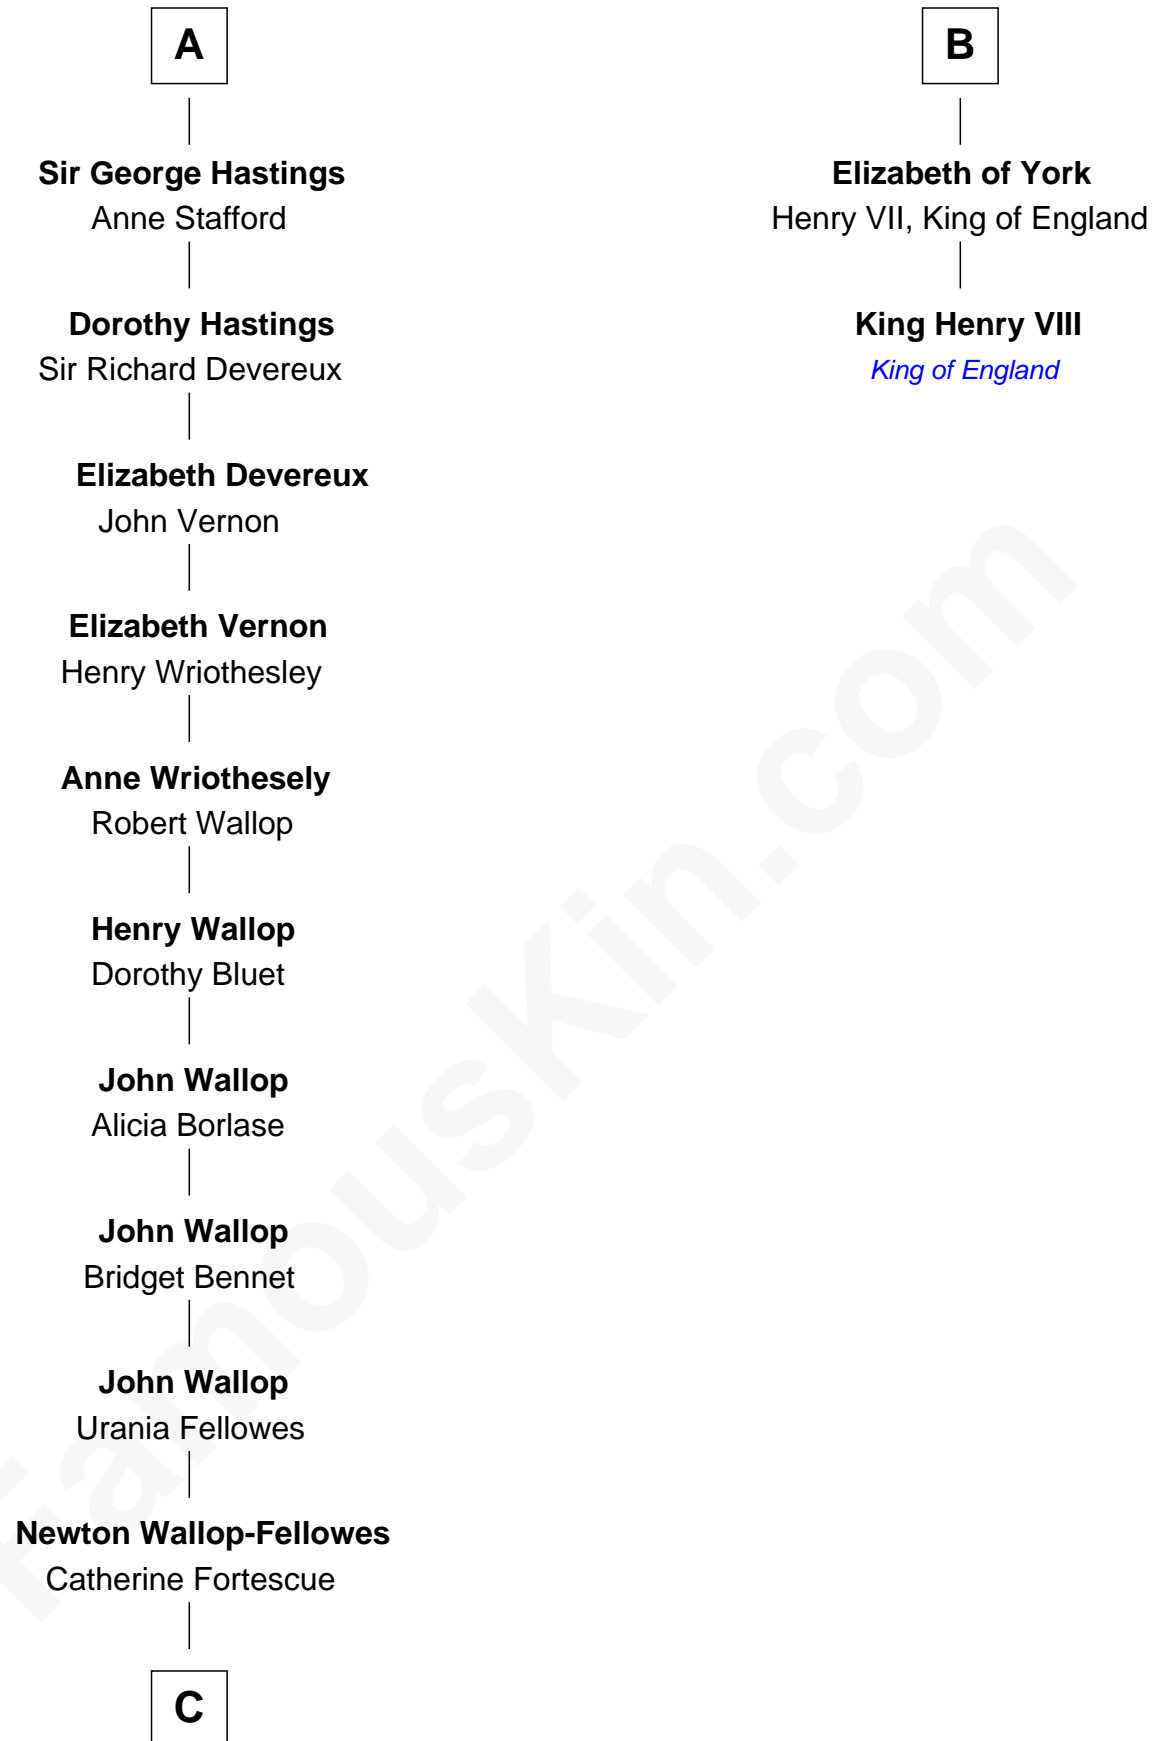 A
Sir George Hastings
Anne Stafford
Dorothy Hastings
Sir Richard Devereux
Elizabeth Devereux
John Vernon
Elizabeth Vernon
Henry Wriothesley
Anne Wriothesely
Robert Wallop
Henry Wallop
Dorothy Bluet
John Wallop
Alicia Borlase
John Wallop
Bridget Bennet
John Wallop
Urania Fellowes
Newton Wallop-Fellowes
Catherine Fortescue
C
B
Elizabeth of York
Henry VII, King of England
King Henry VIII
King of England
famouskin.com